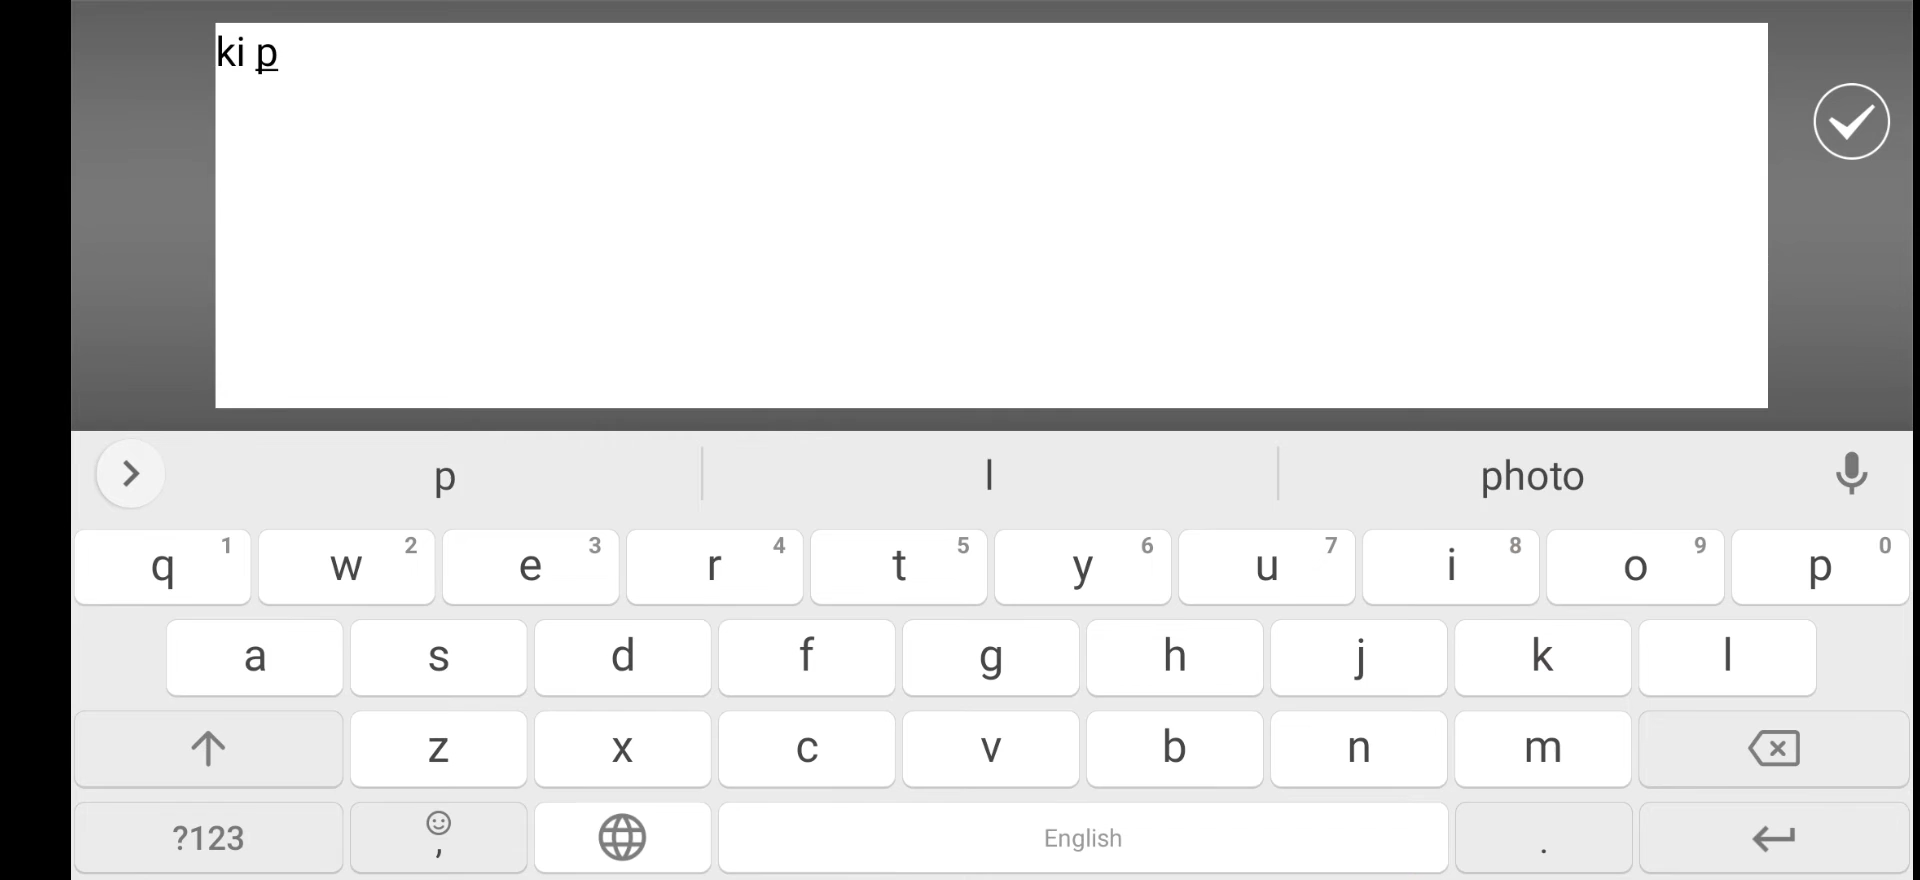 ki p
p l photo
q 1 w 2 e 3 r 4 t 5 y 6 u 7 i 8 o 9 p 0
a s d f g h j k l
z x c v b n m
?123 , English .